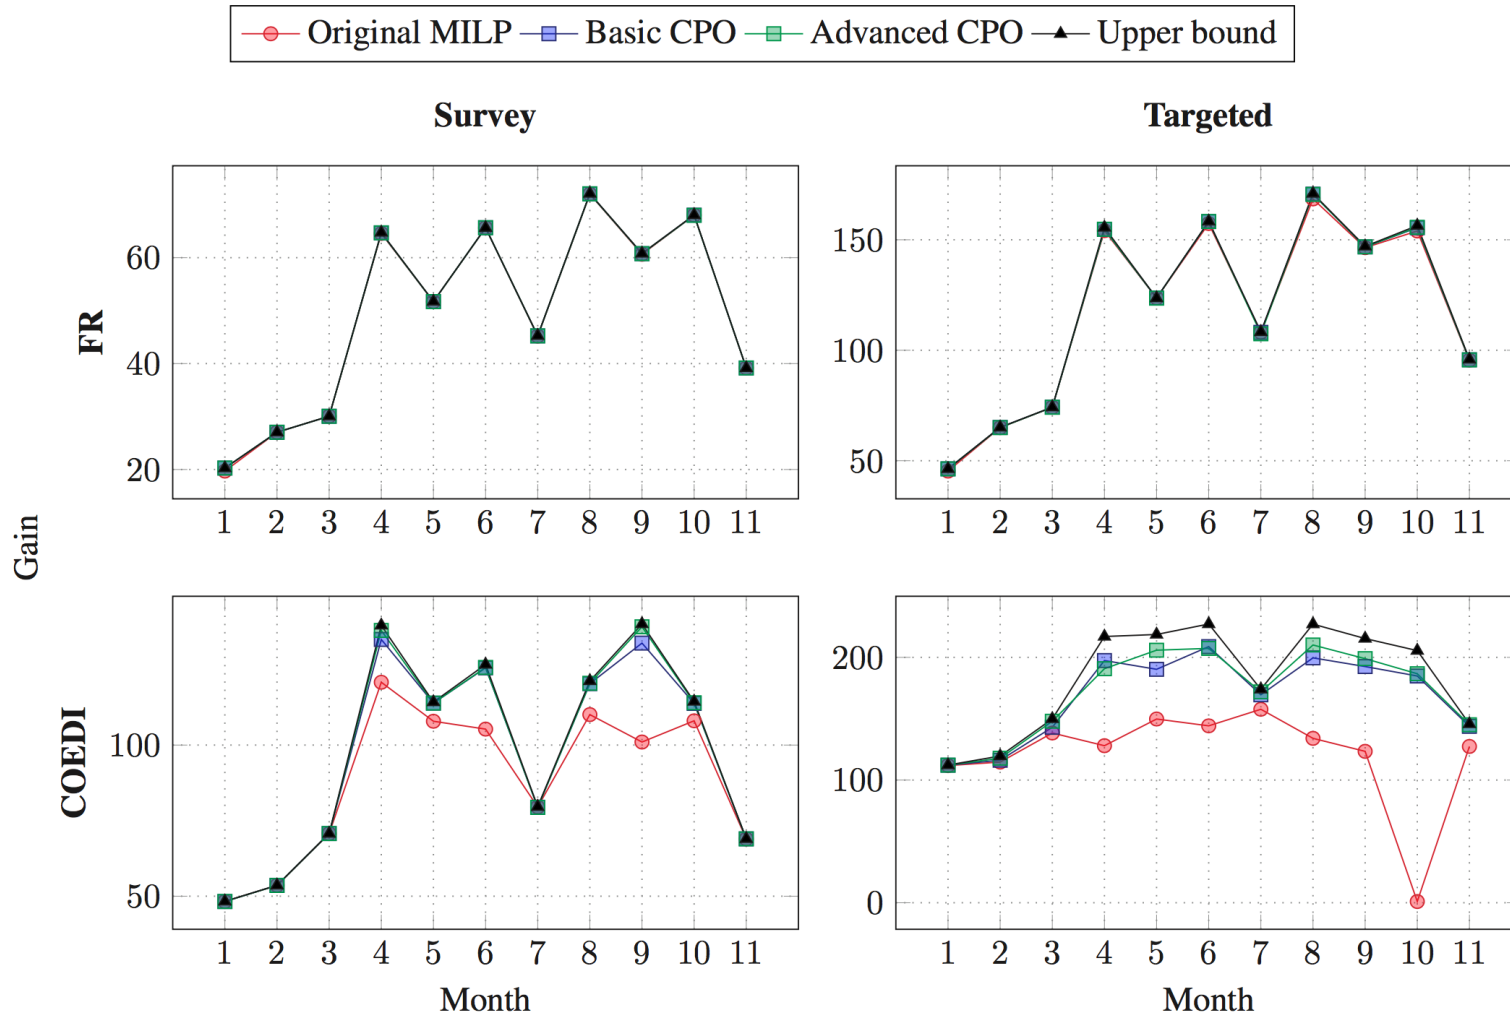 Original MILP Basic CPO Advanced CPO Upper bound
Survey Targeted
FR
COEDI
Gain
60
40
20
1 2 3 4 5 6 7 8 9 10 11
150
100
50
1 2 3 4 5 6 7 8 9 10 11
100
50
1 2 3 4 5 6 7 8 9 10 11
Month
200
100
0
1 2 3 4 5 6 7 8 9 10 11
Month